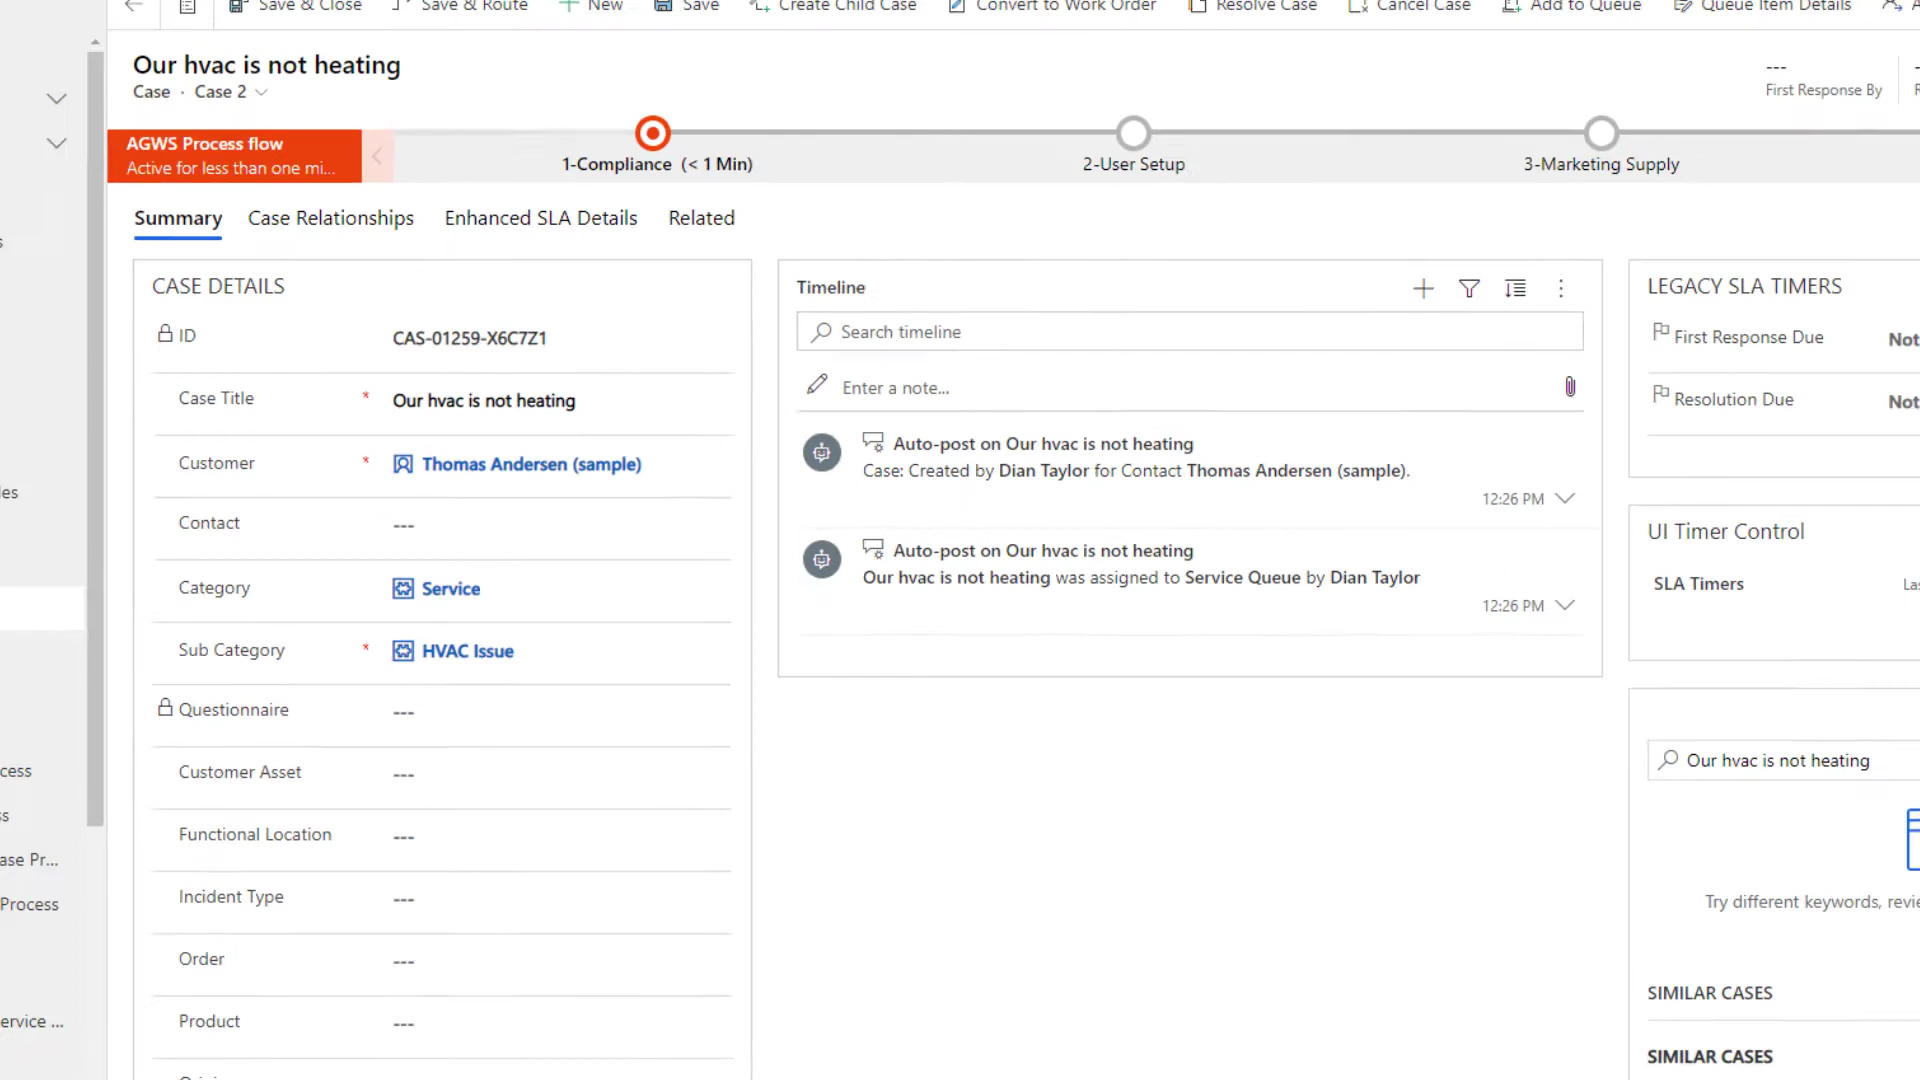 Save & Close
Save & Route
New
Save
Create Child Case
Convert to Work Order
Resolve Case
Cancel Case
Add to Queue
Queue Item Details
Our hvac is not heating
Case · Case 2
---
First Response By
AGWS Process flow
Active for less than one mi...
1-Compliance (< 1 Min)
2-User Setup
3-Marketing Supply
Summary
Case Relationships
Enhanced SLA Details
Related
CASE DETAILS
ID
CAS-01259-X6C7Z1
Case Title
*
Our hvac is not heating
Customer
*
Thomas Andersen (sample)
Contact
---
Category
Service
Sub Category
*
HVAC Issue
Questionnaire
---
Customer Asset
---
Functional Location
---
Incident Type
---
Order
---
Product
---
Timeline
Search timeline
Enter a note...
Auto-post on Our hvac is not heating
Case: Created by Dian Taylor for Contact Thomas Andersen (sample).
12:26 PM
Auto-post on Our hvac is not heating
Our hvac is not heating was assigned to Service Queue by Dian Taylor
12:26 PM
LEGACY SLA TIMERS
First Response Due
Not
Resolution Due
Not
UI Timer Control
SLA Timers
Las
Our hvac is not heating
Try different keywords, revie
SIMILAR CASES
SIMILAR CASES
s
les
cess
s
ase Pr...
Process
ervice ...